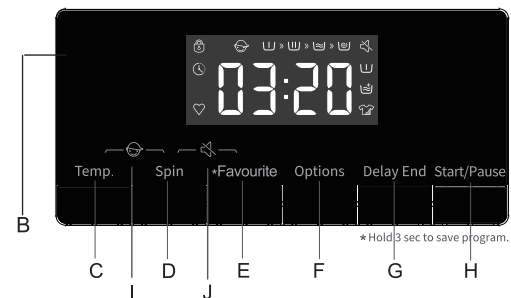 03:20
Temp. Spin *Favourite Options Delay End Start/Pause
B
*Hold 3 sec to save program.
C D E F G H
I J